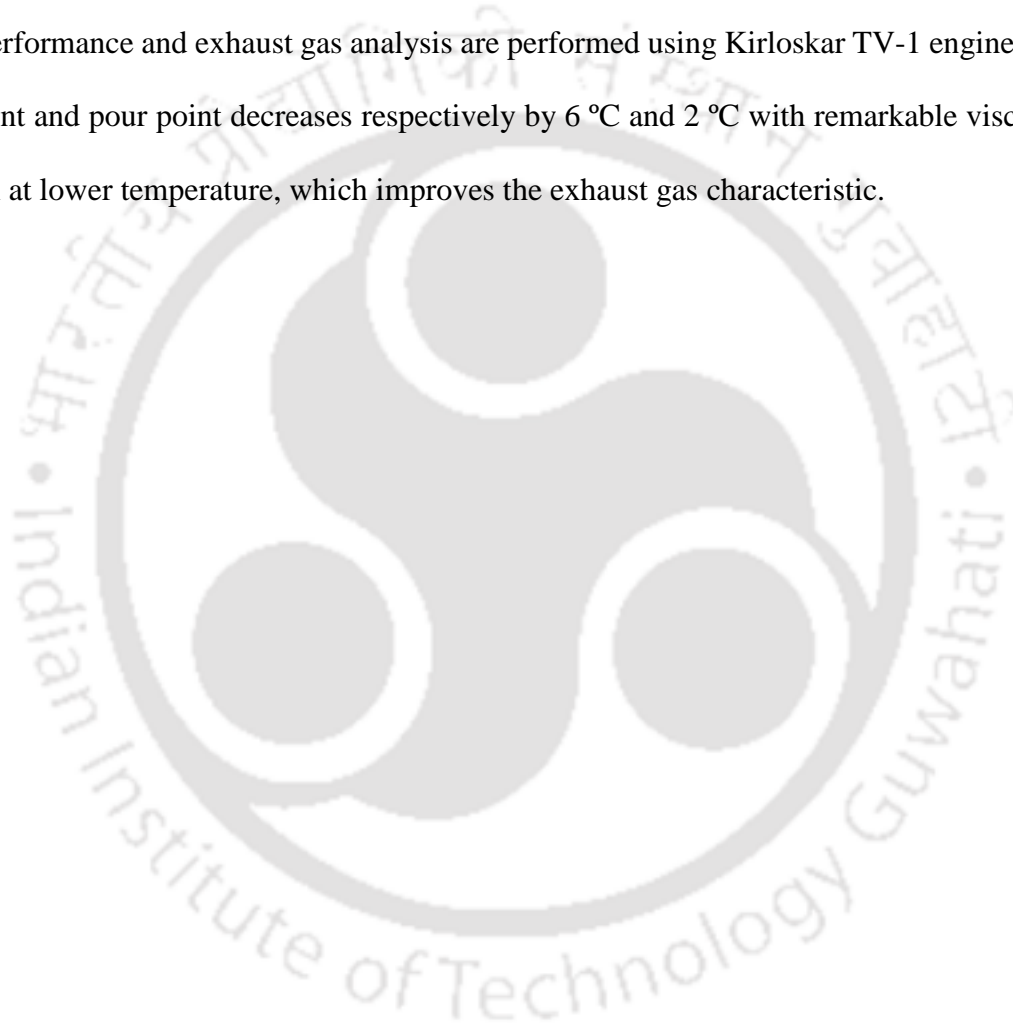 erformance and exhaust gas analysis are performed using Kirloskar TV-1 engine
nt and pour point decreases respectively by 6 ºC and 2 ºC with remarkable visc
at lower temperature, which improves the exhaust gas characteristic.
भारतीय प्रौद्योगिकी संस्थान गुवाहाटी
• Indian Institute of Technology Guwahati •